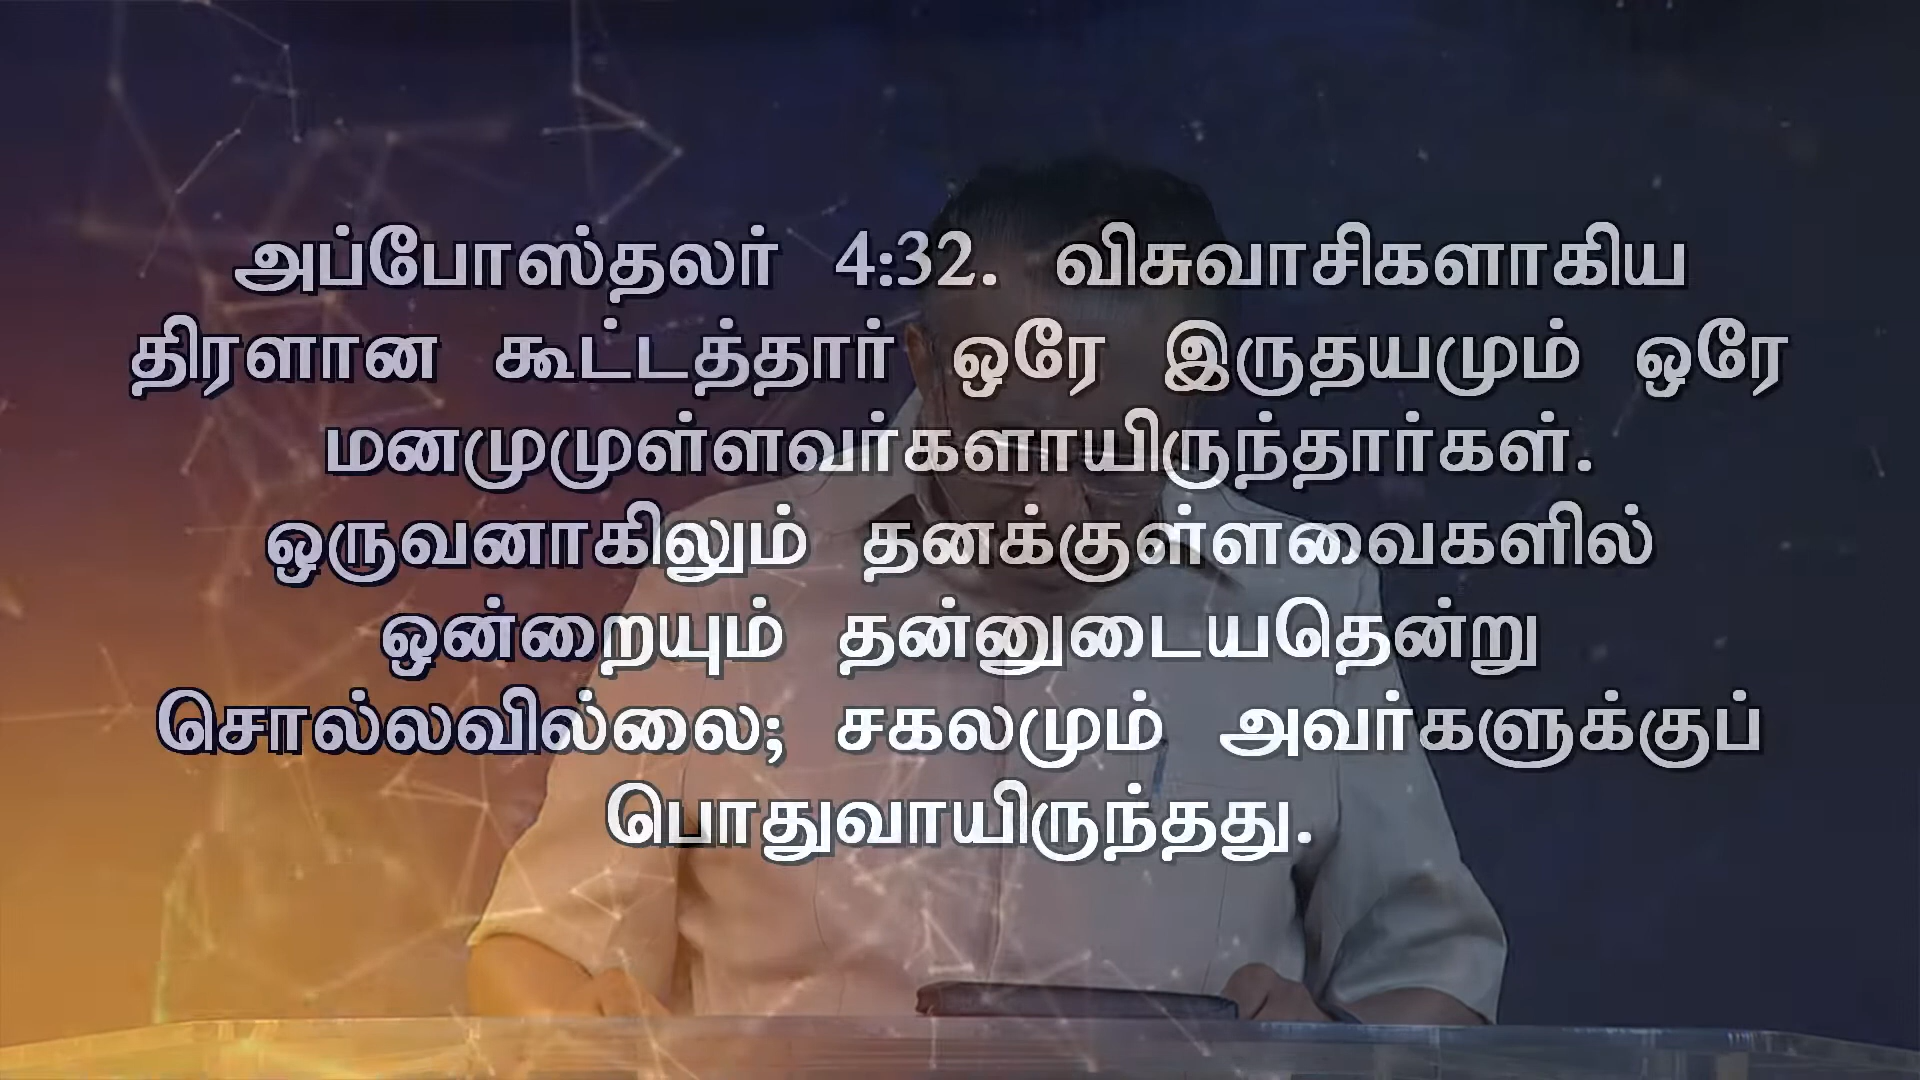 அப்போஸ்தலர் 4:32. விசுவாசிகளாகிய
திரளான கூட்டத்தார் ஒரே இருதயமும் ஒரே
மனமுமுள்ளவர்களாயிருந்தார்கள்.
ஒருவனாகிலும் தனக்குள்ளவைகளில்
ஒன்றையும் தன்னுடையதென்று
சொல்லவில்லை; சகலமும் அவர்களுக்குப்
பொதுவாயிருந்தது.